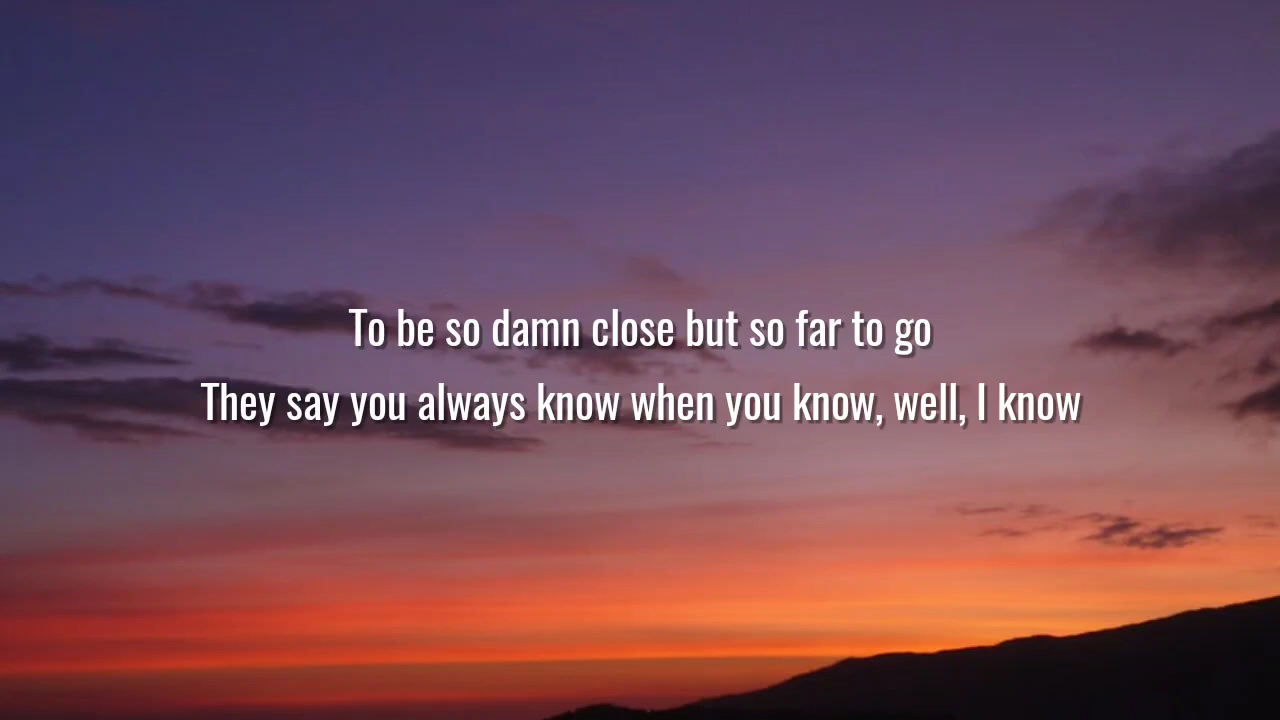 To be so damn close but so far to go
They say you always know when you know, well, I know